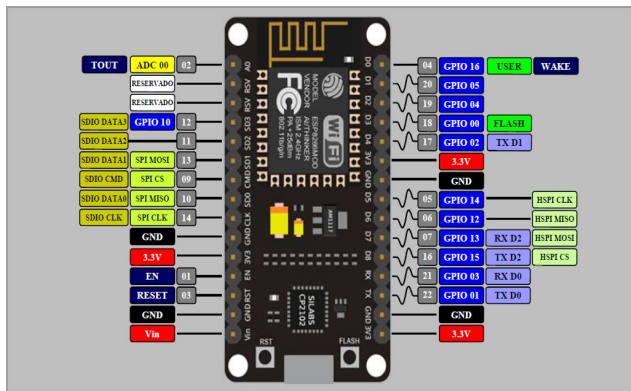 TOUT ADC 00 02 A0
RESERVADO RSV
RESERVADO RSV
SDIO DATA3 GPIO 10 12 SD3
SDIO DATA2 11 SD2
SDIO DATA1 SPI MOSI 13 SD1
SDIO CMD SPI CS 09 CMD
SDIO DATA0 SPI MISO 10 SD0
SDIO CLK SPI CLK 14 CLK
GND GND
3.3V 3V3
EN 01 EN
RESET 03 RST
GND GND
Vin Vin
MODEL
VENDOR
ESP8266MOD
AI/THINKER
ISM 2.4GHz
PA +25dBm
802.11b/g/n
FC
WiFi
AMS1117
SILABS
CP2102
RST
FLASH
D0 04 GPIO 16 USER WAKE
D1 20 GPIO 05
D2 19 GPIO 04
D3 18 GPIO 00 FLASH
D4 17 GPIO 02 TX D1
3V3 3.3V
GND GND
D5 05 GPIO 14 HSPI CLK
D6 06 GPIO 12 HSPI MISO
D7 07 GPIO 13 RX D2 HSPI MOSI
D8 16 GPIO 15 TX D2 HSPI CS
RX 21 GPIO 03 RX D0
TX 22 GPIO 01 TX D0
GND GND
3V3 3.3V